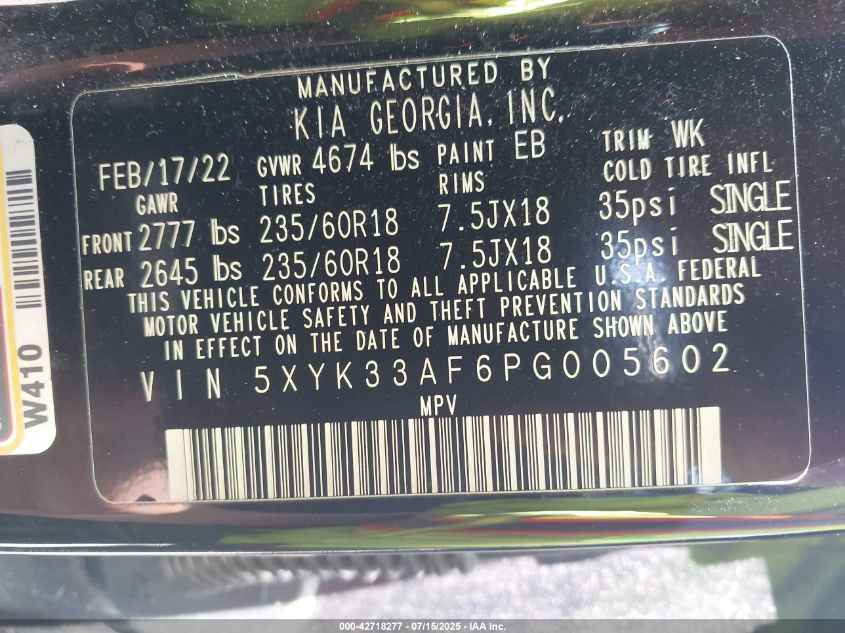 MANUFACTURED BY
KIA GEORGIA, INC.
FEB/17/22 GVWR 4674 lbs PAINT EB TRIM WK
GAWR TIRES RIMS COLD TIRE INFL
FRONT 2777 lbs 235/60R18 7.5JX18 35psi SINGLE
REAR 2645 lbs 235/60R18 7.5JX18 35psi SINGLE
THIS VEHICLE CONFORMS TO ALL APPLICABLE U.S.A. FEDERAL
MOTOR VEHICLE SAFETY AND THEFT PREVENTION STANDARDS
IN EFFECT ON THE DATE OF MANUFACTURE SHOWN ABOVE
VIN 5XYK33AF6PG005602
MPV
W410
000-42718277 - 07/15/2025 - IAA Inc.